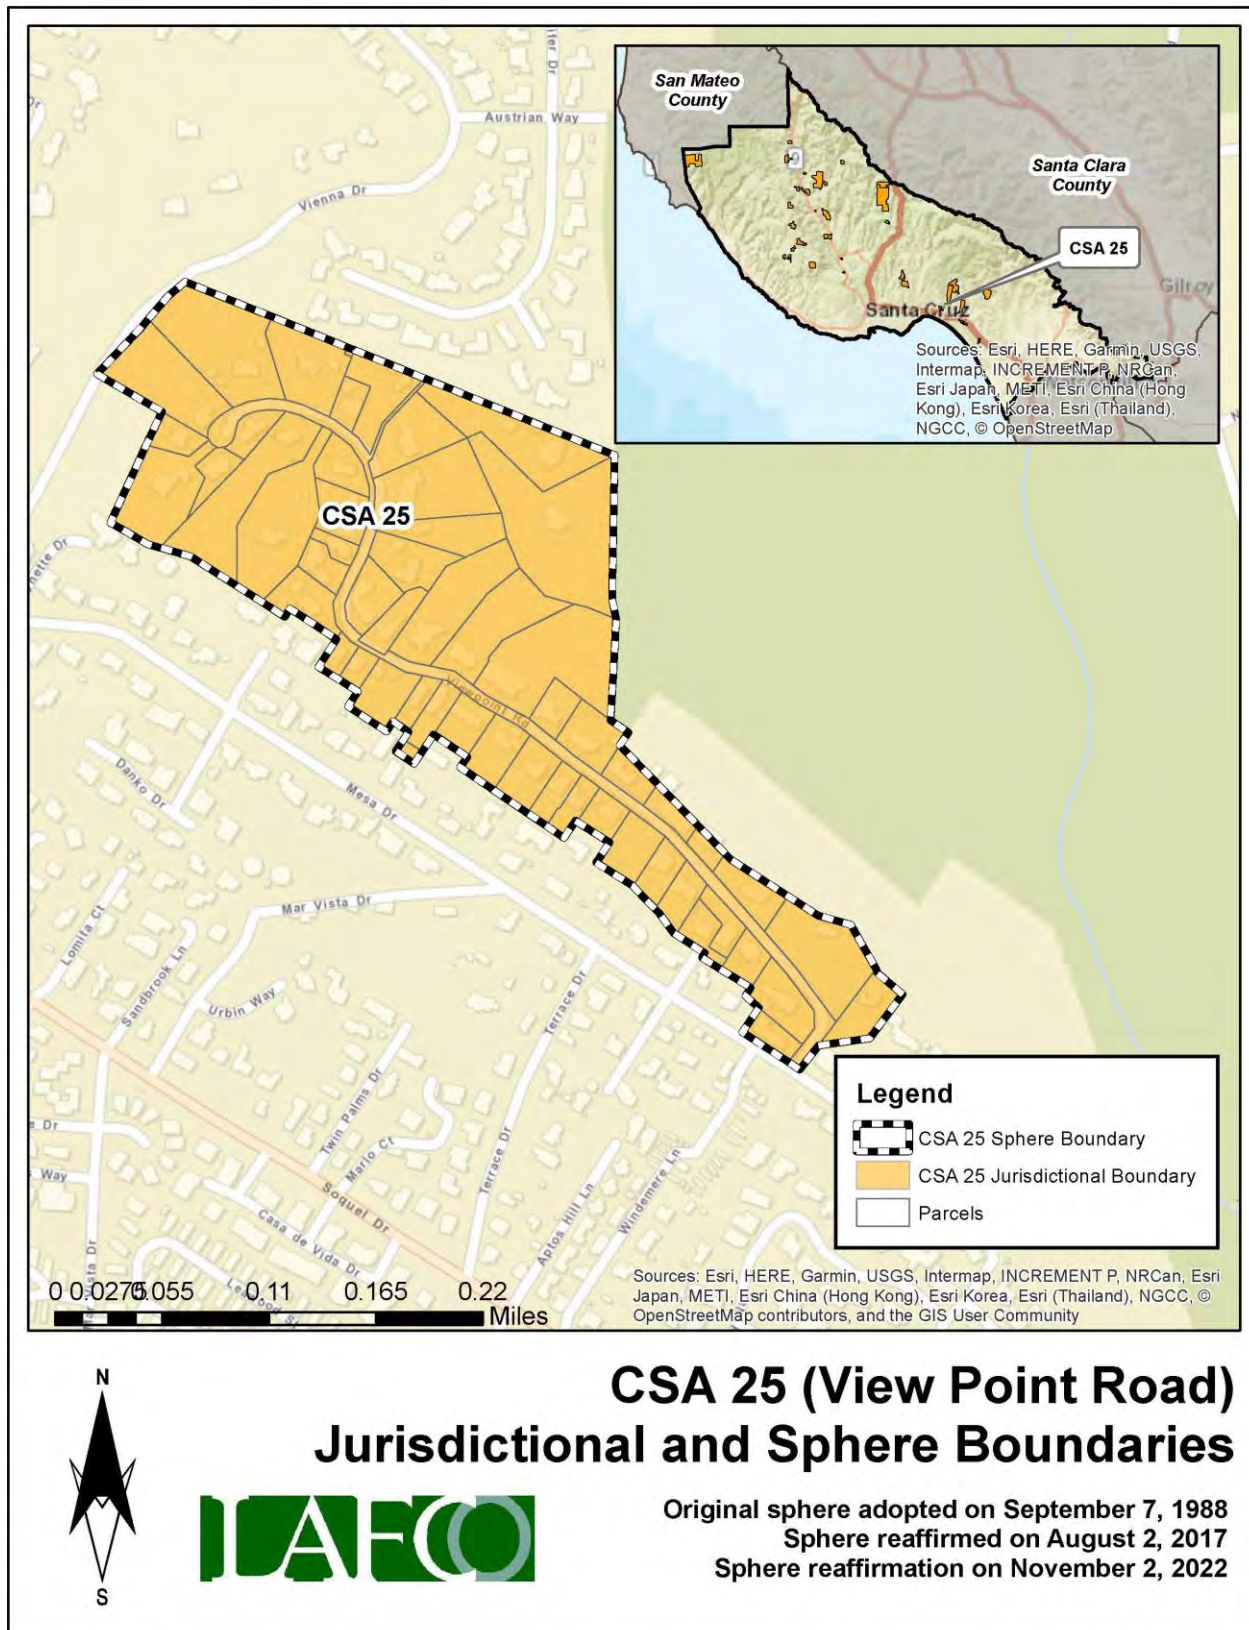 Austrian Way
Vienna Dr
San Mateo
County
9
Santa Clara
County
CSA 25
Gilroy
Santa Cruz
Sources: Esri, HERE, Garmin, USGS,
Intermap, INCREMENT P, NRCan,
Esri Japan, METI, Esri China (Hong
Kong), Esri Korea, Esri (Thailand),
NGCC, © OpenStreetMap
CSA 25
Viewpoint Rd
Danko Dr
Mesa Dr
Mar Vista Dr
Lomita Ct
Sandbrook Ln
Urbin Way
Terrace Dr
Twin Palms Dr
Marlo Ct
Terrace Dr
Soquel Dr
Casa de Vida Dr
Aptos Hill Ln
Windemere Ln
Way
Legend
CSA 25 Sphere Boundary
CSA 25 Jurisdictional Boundary
Parcels
0 0.0275 0.055 0.11 0.165 0.22
Miles
Sources: Esri, HERE, Garmin, USGS, Intermap, INCREMENT P, NRCan, Esri
Japan, METI, Esri China (Hong Kong), Esri Korea, Esri (Thailand), NGCC, ©
OpenStreetMap contributors, and the GIS User Community
N
S
CSA 25 (View Point Road)
Jurisdictional and Sphere Boundaries
LAFCO
Original sphere adopted on September 7, 1988
Sphere reaffirmed on August 2, 2017
Sphere reaffirmation on November 2, 2022